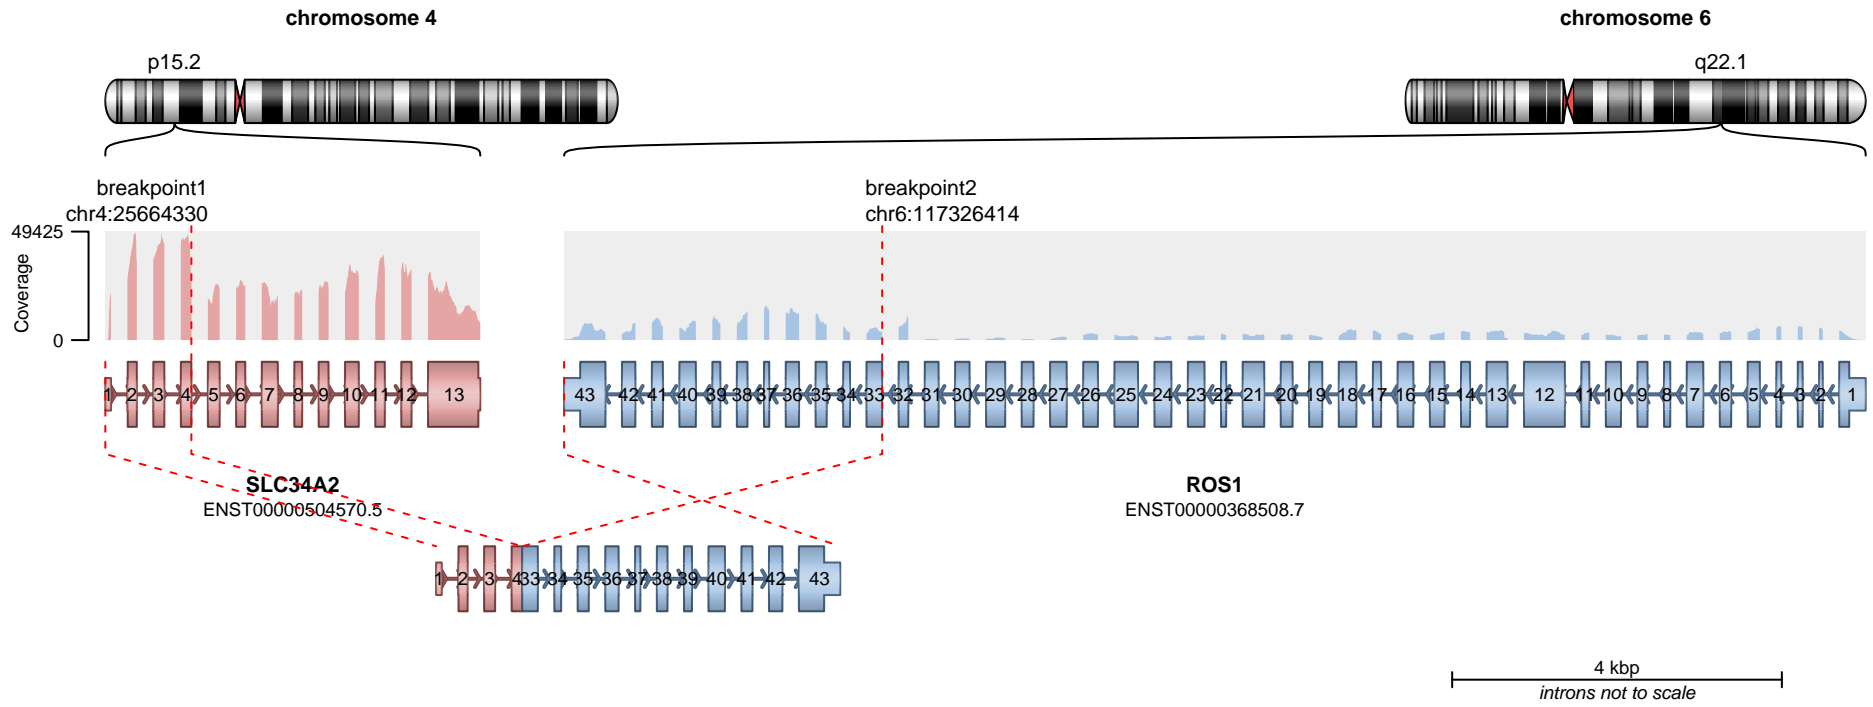 chromosome 4
chromosome 6
p15.2
q22.1
breakpoint1
chr4:25664330
breakpoint2
chr6:117326414
49425
Coverage
0
1 2 3 4 5 6 7 8 9 10 11 12 13
43 42 41 40 39 38 37 36 35 34 33 32 31 30 29 28 27 26 25 24 23 22 21 20 19 18 17 16 15 14 13 12 11 10 9 8 7 6 5 4 3 2 1
SLC34A2
ENST00000504570.5
ROS1
ENST00000368508.7
1 2 3 4 33 34 35 36 37 38 39 40 41 42 43
4 kbp
introns not to scale